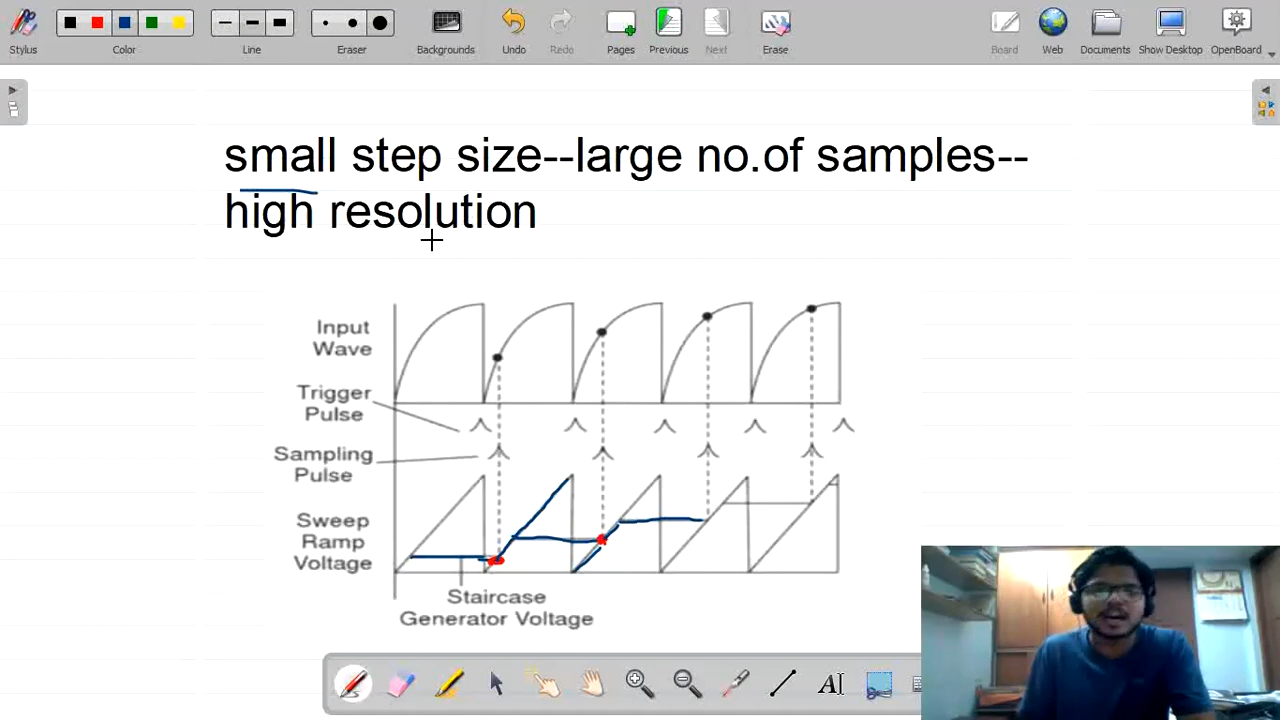 Stylus
Color
Line
Eraser
Backgrounds
Undo
Redo
Pages
Previous
Next
Erase
Board
Web
Documents
Show Desktop
OpenBoard
small step size--large no.of samples--
high resolution
Input
Wave
Trigger
Pulse
Sampling
Pulse
Sweep
Ramp
Voltage
Staircase
Generator Voltage
AI